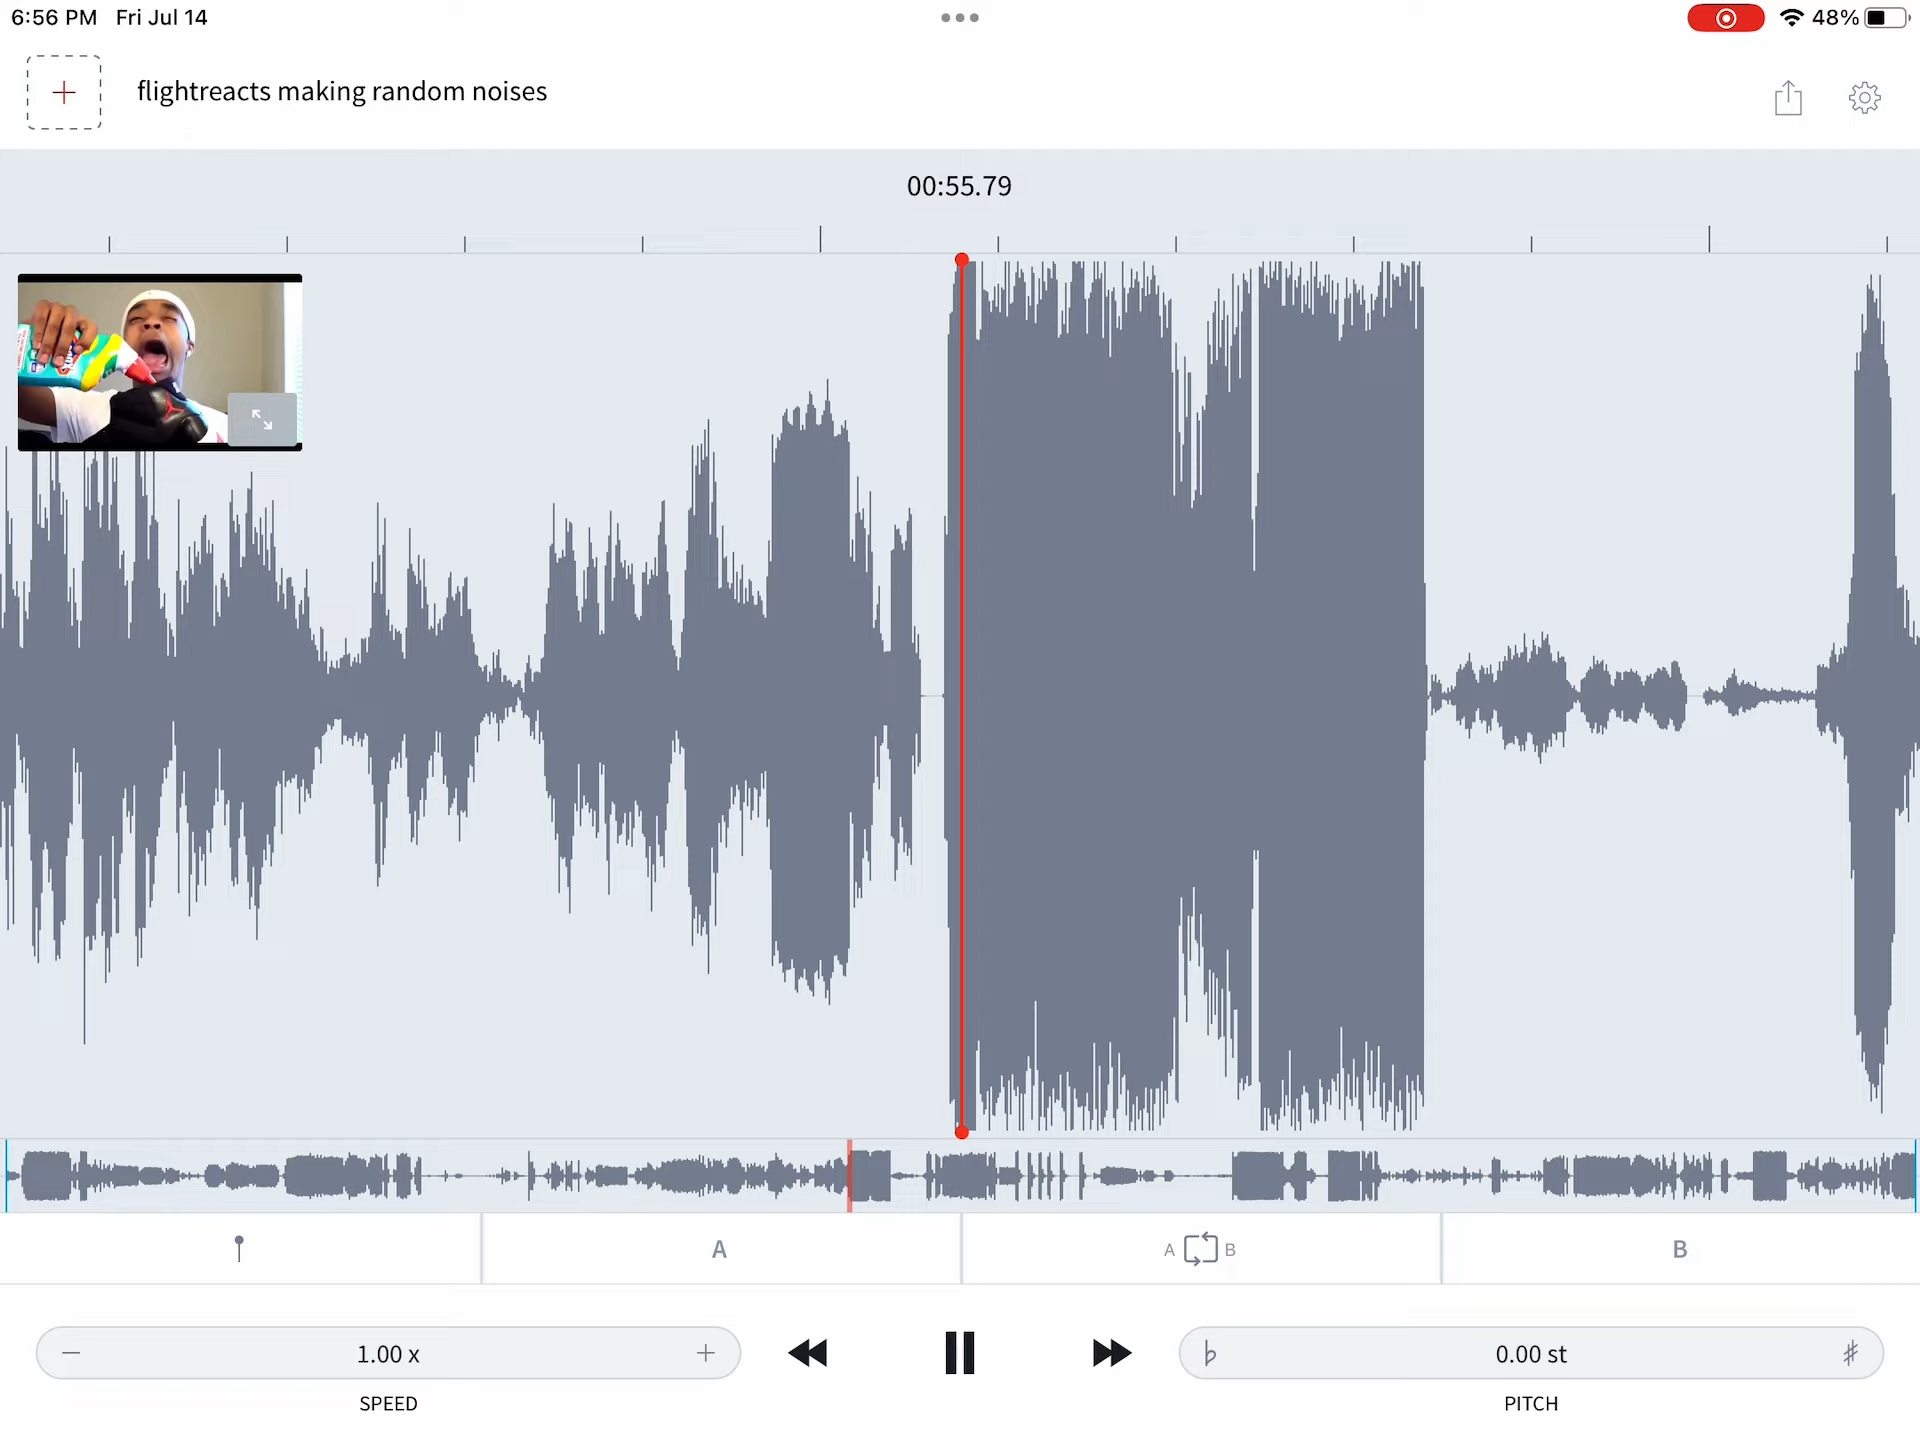 6:56 PM Fri Jul 14
48%
flightreacts making random noises
00:55.79
A
A B
B
1.00 x
0.00 st
SPEED
PITCH